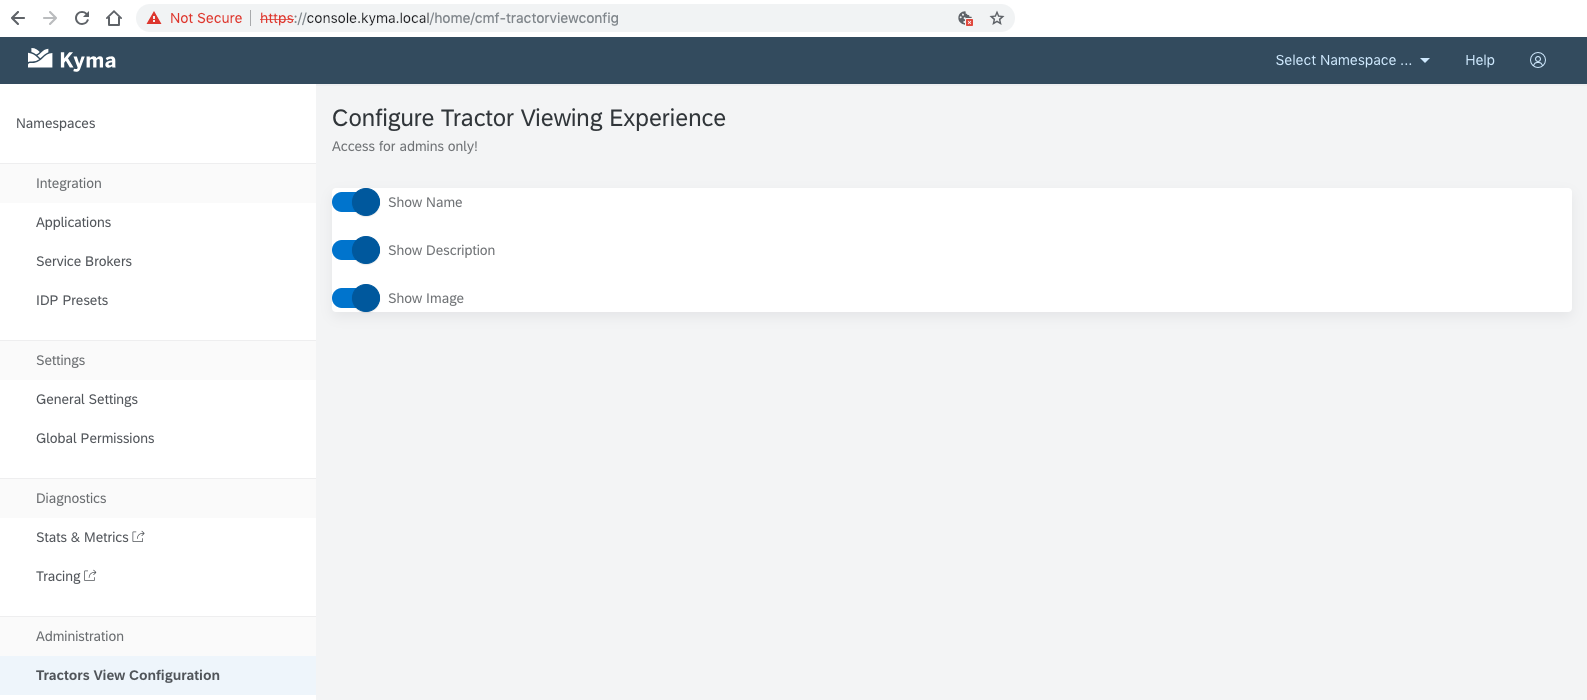 Not Secure https://console.kyma.local/home/cmf-tractorviewconfig
Kyma
Select Namespace ... Help
Namespaces
Integration
Applications
Service Brokers
IDP Presets
Settings
General Settings
Global Permissions
Diagnostics
Stats & Metrics
Tracing
Administration
Tractors View Configuration
Configure Tractor Viewing Experience
Access for admins only!
Show Name
Show Description
Show Image